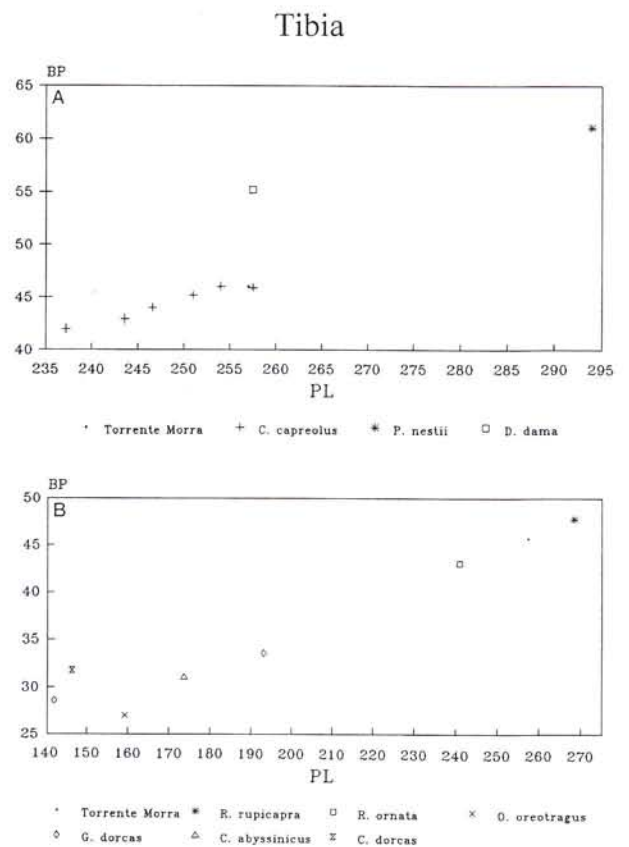 Tibia
BP
A
65
60
55
50
45
40
235 240 245 250 255 260 265 270 275 280 285 290 295
PL
Torrente Morra + C. capreolus * P. nestii □ D. dama
BP
B
50
45
40
35
30
25
140 150 160 170 180 190 200 210 220 230 240 250 260 270
PL
Torrente Morra * R. rupicapra □ R. ornata × O. oreotragus
◊ G. dorcas △ C. abyssinicus ⧖ C. dorcas